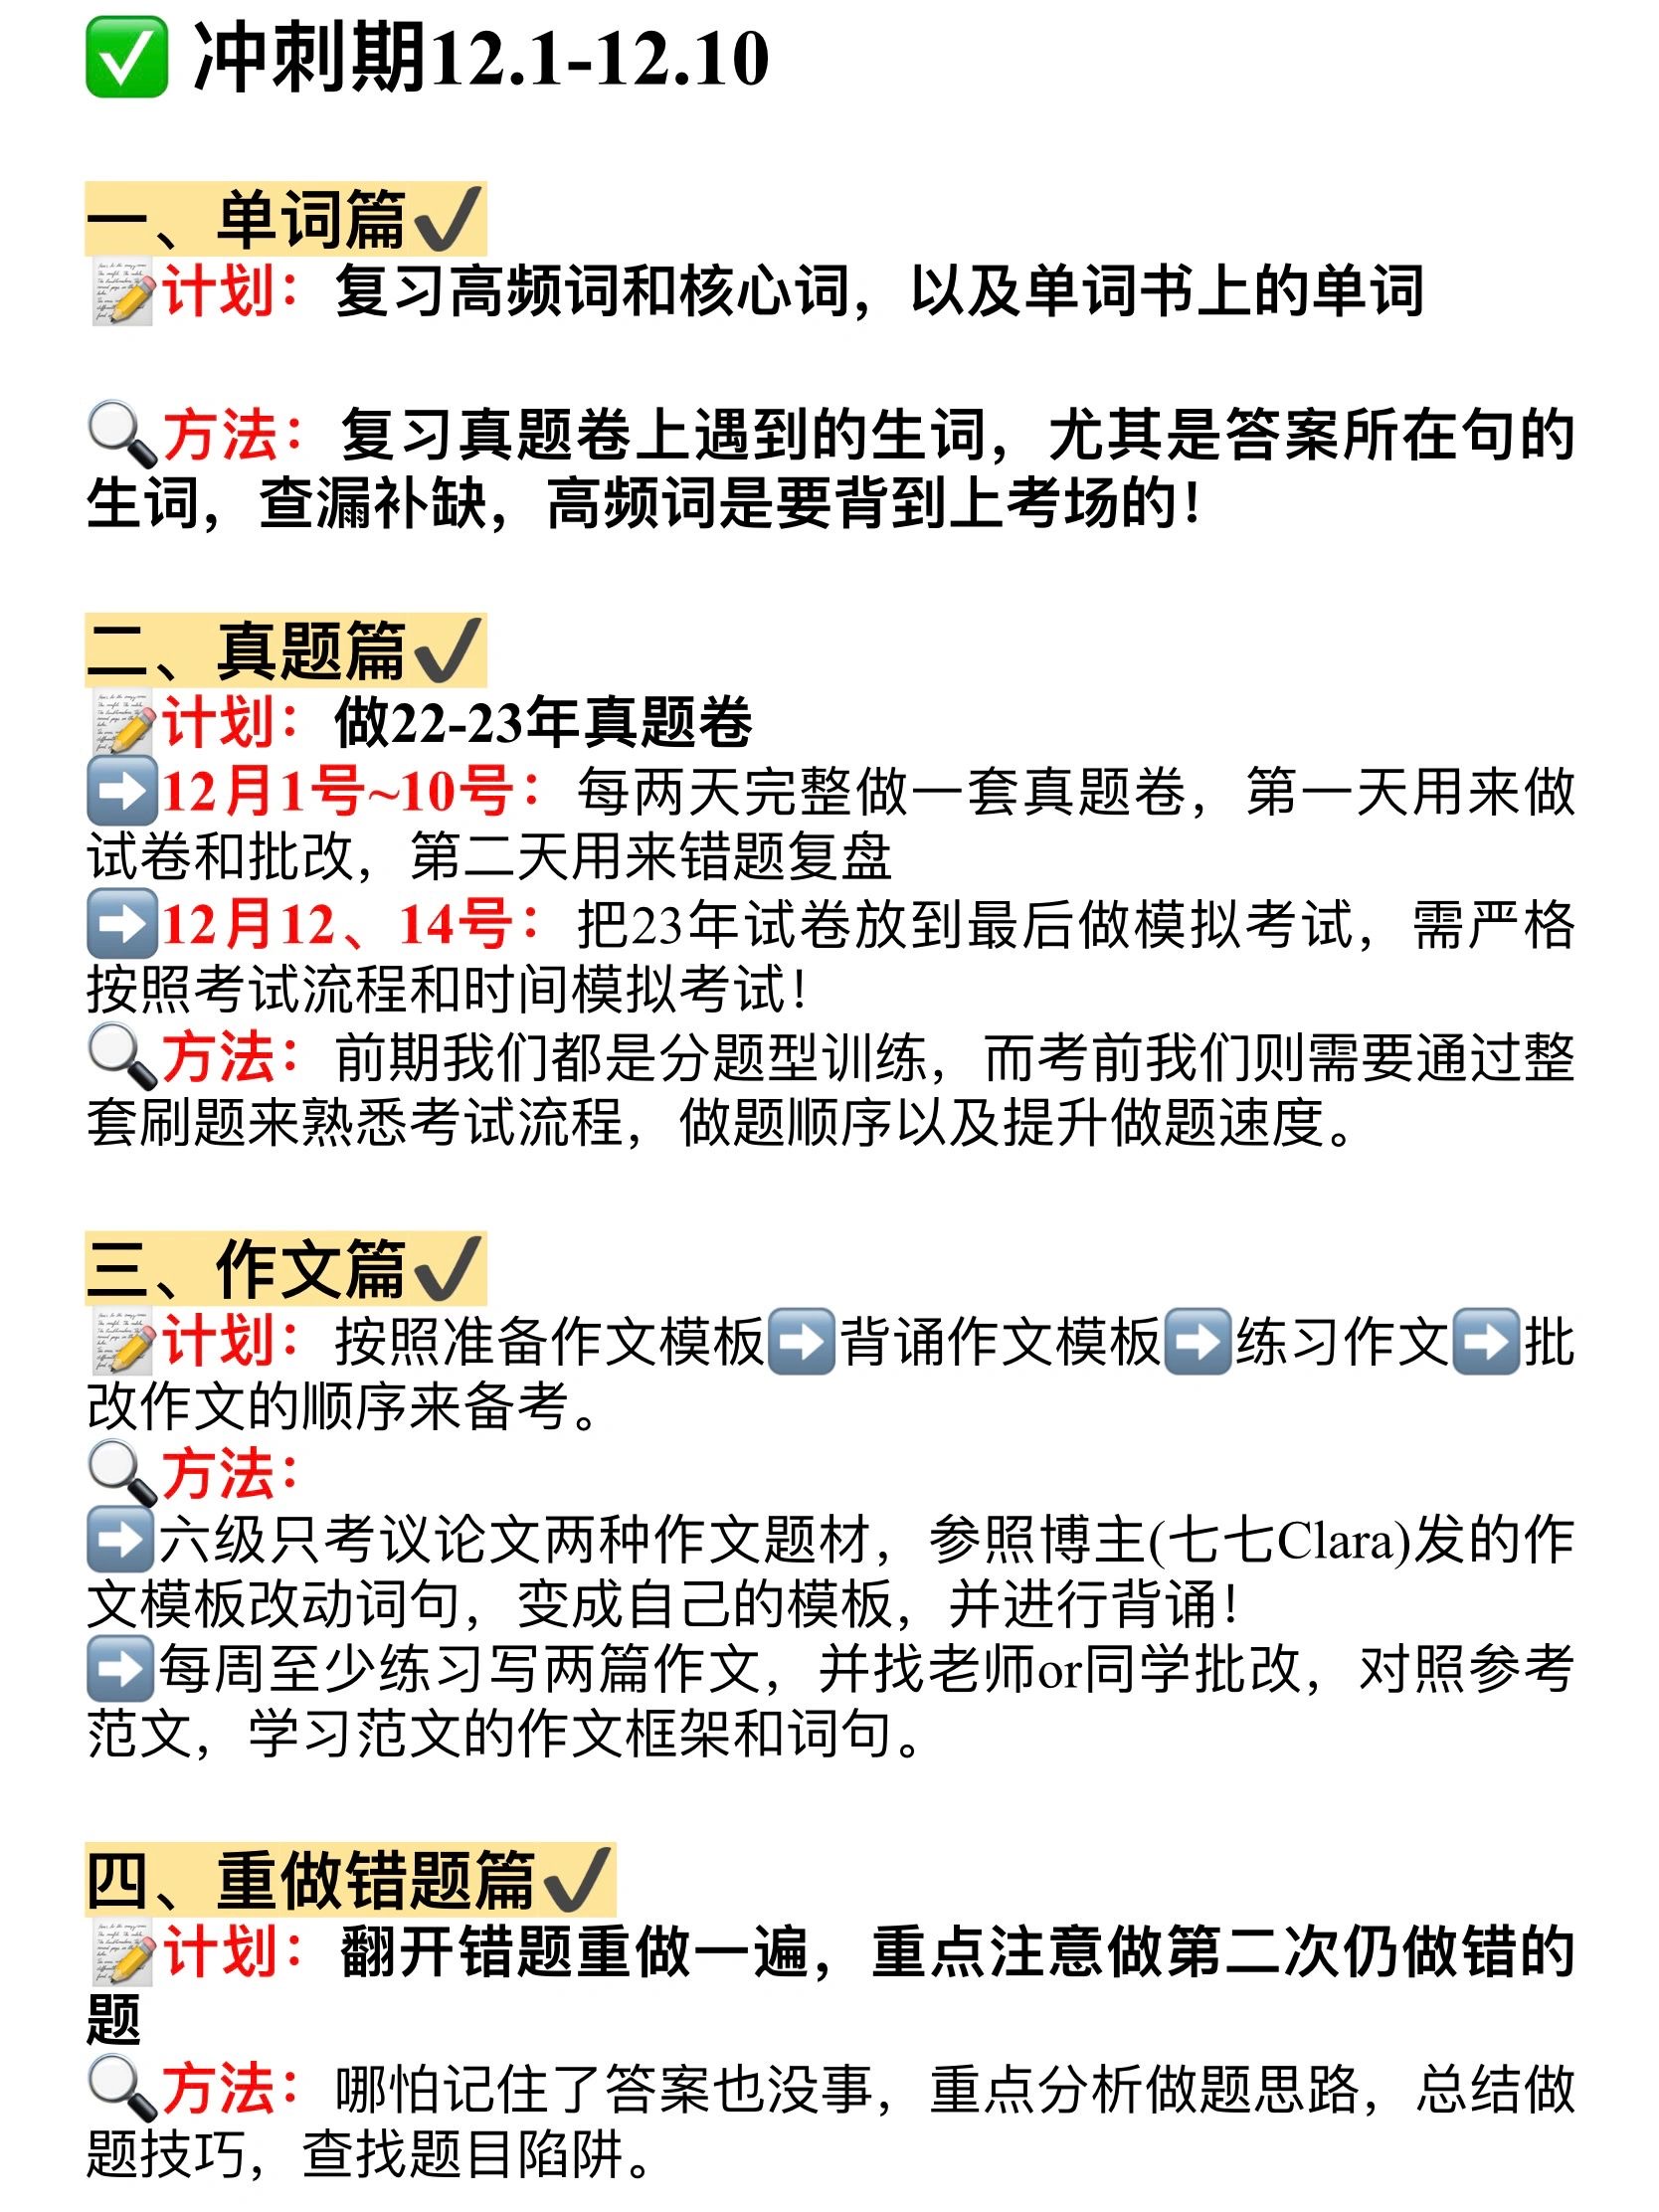 ✅ 冲刺期12.1-12.10
一、单词篇✔
📝计划：复习高频词和核心词，以及单词书上的单词
🔍方法：复习真题卷上遇到的生词，尤其是答案所在句的
生词，查漏补缺，高频词是要背到上考场的！
二、真题篇✔
📝计划：做22-23年真题卷
➡️12月1号~10号：每两天完整做一套真题卷，第一天用来做
试卷和批改，第二天用来错题复盘
➡️12月12、14号：把23年试卷放到最后做模拟考试，需严格
按照考试流程和时间模拟考试！
🔍方法：前期我们都是分题型训练，而考前我们则需要通过整
套刷题来熟悉考试流程，做题顺序以及提升做题速度。
三、作文篇✔
📝计划：按照准备作文模板➡️背诵作文模板➡️练习作文➡️批
改作文的顺序来备考。
🔍方法：
➡️六级只考议论文两种作文题材，参照博主(七七Clara)发的作
文模板改动词句，变成自己的模板，并进行背诵！
➡️每周至少练习写两篇作文，并找老师or同学批改，对照参考
范文，学习范文的作文框架和词句。
四、重做错题篇✔
📝计划：翻开错题重做一遍，重点注意做第二次仍做错的
题
🔍方法：哪怕记住了答案也没事，重点分析做题思路，总结做
题技巧，查找题目陷阱。